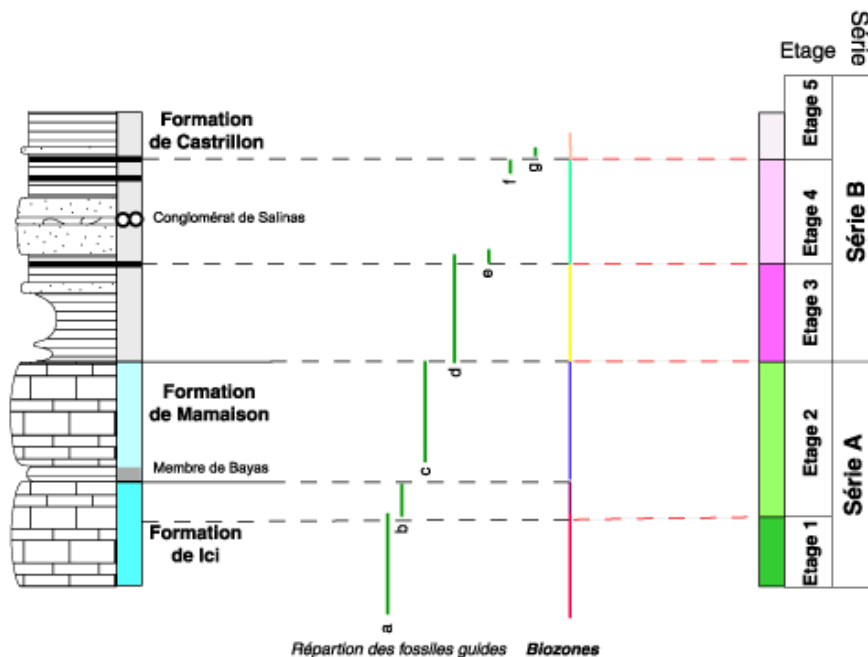 Série
Etage
Formation
de Castrillon
Etage 5
g
f
Etage 4
Série B
8
Conglomérat de Salinas
e
Etage 3
d
Formation
de Mamaison
Etage 2
Membre de Bayas
c
Série A
b
Formation
de Ici
Etage 1
a
Répartion des fossiles guides
Biozones